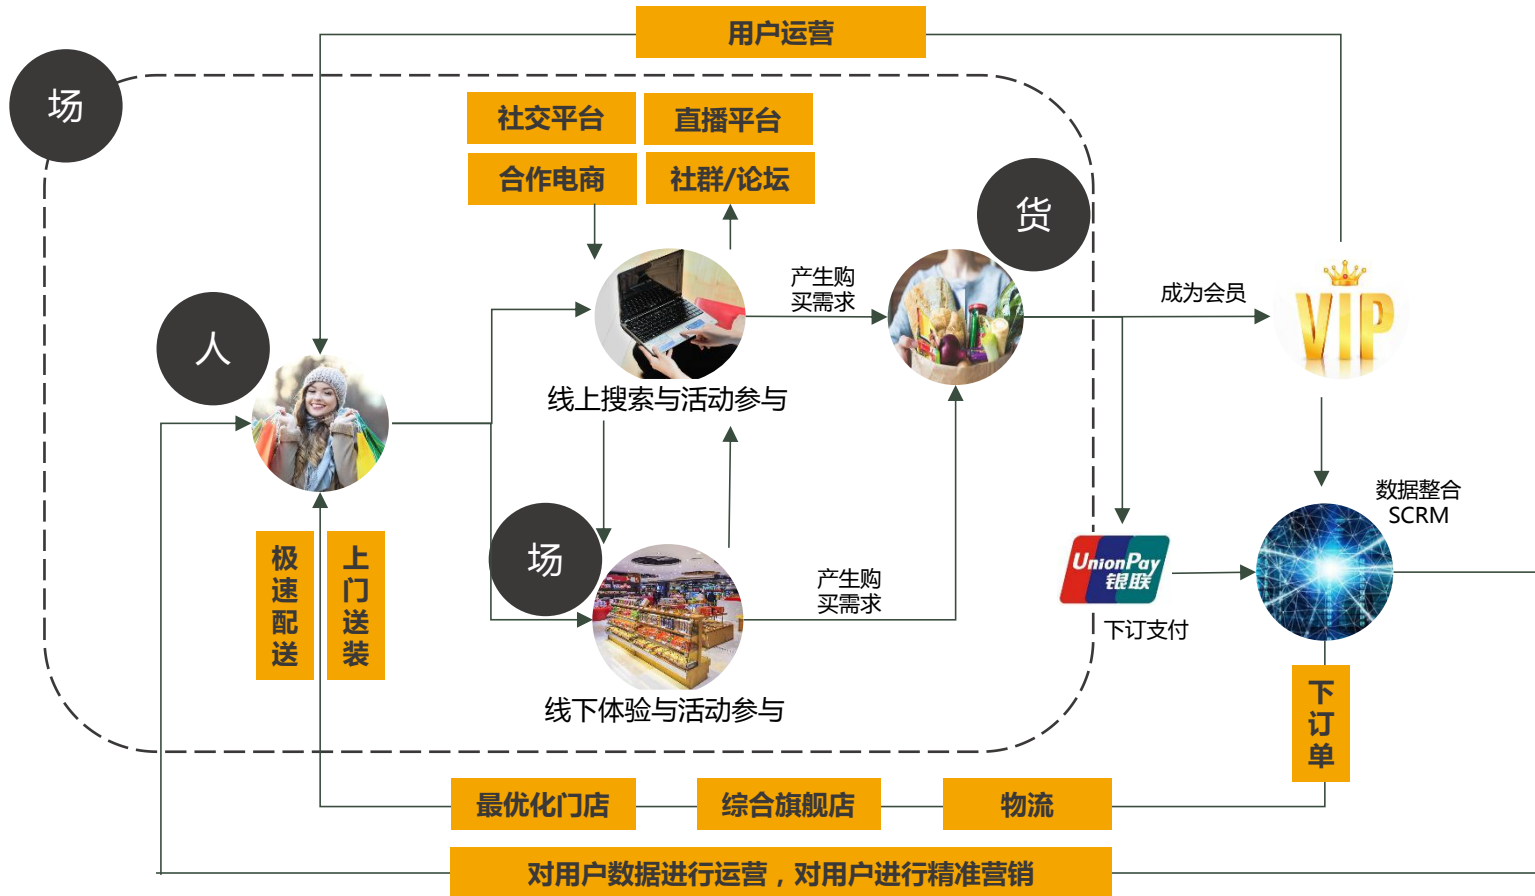 用户运营
场
社交平台
直播平台
合作电商
社群/论坛
货
产生购
买需求
成为会员
VIP
人
线上搜索与活动参与
数据整合
SCRM
场
极速配送
上门送装
产生购
买需求
UnionPay
银联
下订支付
线下体验与活动参与
下订单
最优化门店
综合旗舰店
物流
对用户数据进行运营，对用户进行精准营销